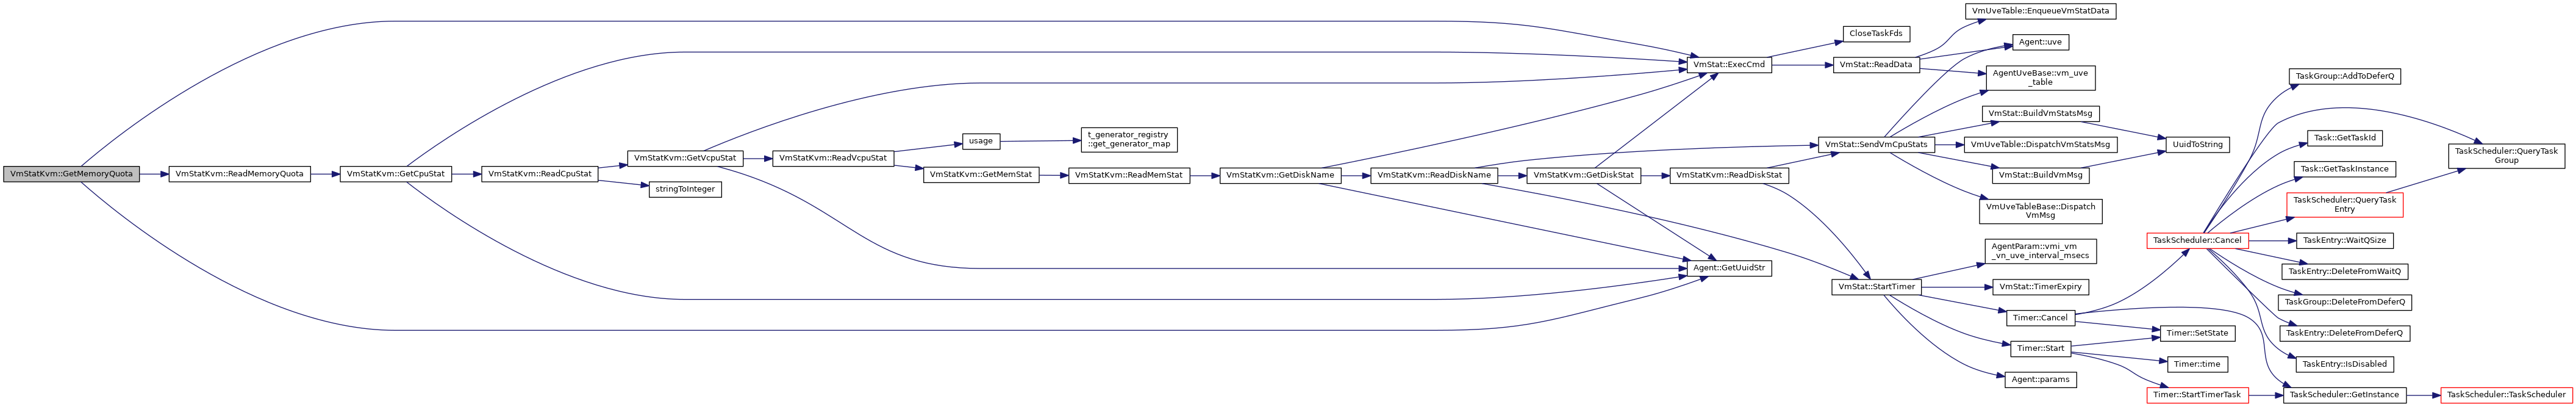 VmStatKvm::GetMemoryQuota
VmStatKvm::ReadMemoryQuota
VmStatKvm::GetCpuStat
VmStatKvm::ReadCpuStat
VmStatKvm::GetVcpuStat
stringToInteger
VmStatKvm::ReadVcpuStat
usage
VmStatKvm::GetMemStat
t_generator_registry
::get_generator_map
VmStatKvm::ReadMemStat
VmStatKvm::GetDiskName
VmStatKvm::ReadDiskName
VmStatKvm::GetDiskStat
VmStat::ExecCmd
VmStatKvm::ReadDiskStat
Agent::GetUuidStr
CloseTaskFds
VmStat::ReadData
VmStat::SendVmCpuStats
VmStat::StartTimer
VmUveTable::EnqueueVmStatData
Agent::uve
AgentUveBase::vm_uve
_table
VmStat::BuildVmStatsMsg
VmUveTable::DispatchVmStatsMsg
VmStat::BuildVmMsg
VmUveTableBase::Dispatch
VmMsg
AgentParam::vmi_vm
_vn_uve_interval_msecs
VmStat::TimerExpiry
Timer::Cancel
Timer::Start
Agent::params
UuidToString
TaskScheduler::Cancel
Timer::SetState
Timer::time
Timer::StartTimerTask
TaskGroup::AddToDeferQ
Task::GetTaskId
Task::GetTaskInstance
TaskScheduler::QueryTask
Entry
TaskEntry::WaitQSize
TaskEntry::DeleteFromWaitQ
TaskGroup::DeleteFromDeferQ
TaskEntry::DeleteFromDeferQ
TaskEntry::IsDisabled
TaskScheduler::GetInstance
TaskScheduler::QueryTask
Group
TaskScheduler::TaskScheduler